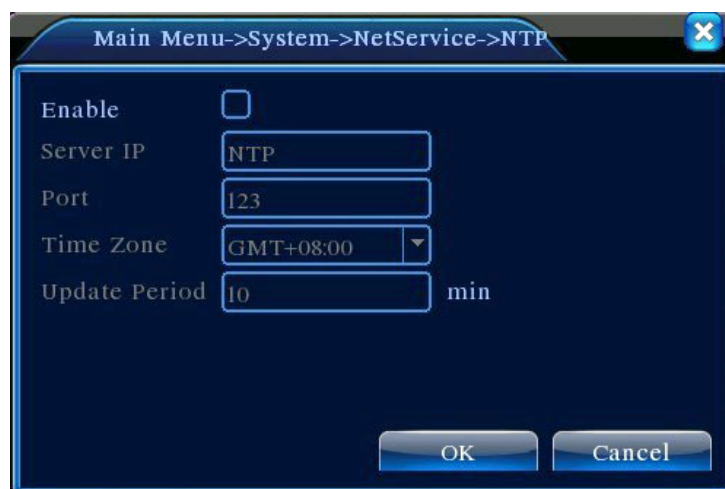 Main Menu->System->NetService->NTP
Enable
Server IP NTP
Port 123
Time Zone GMT+08:00
Update Period 10 min
OK Cancel